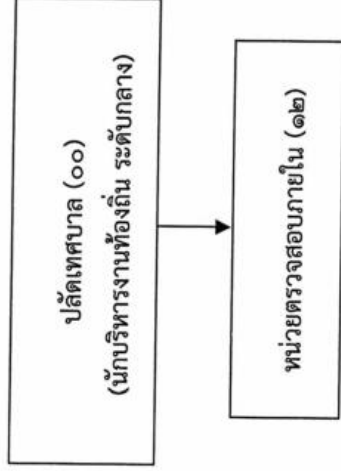 ปลัดเทศบาล (๐๐)
(นักบริหารงานท้องถิ่น ระดับกลาง)
หน่วยตรวจสอบภายใน (๑๒)